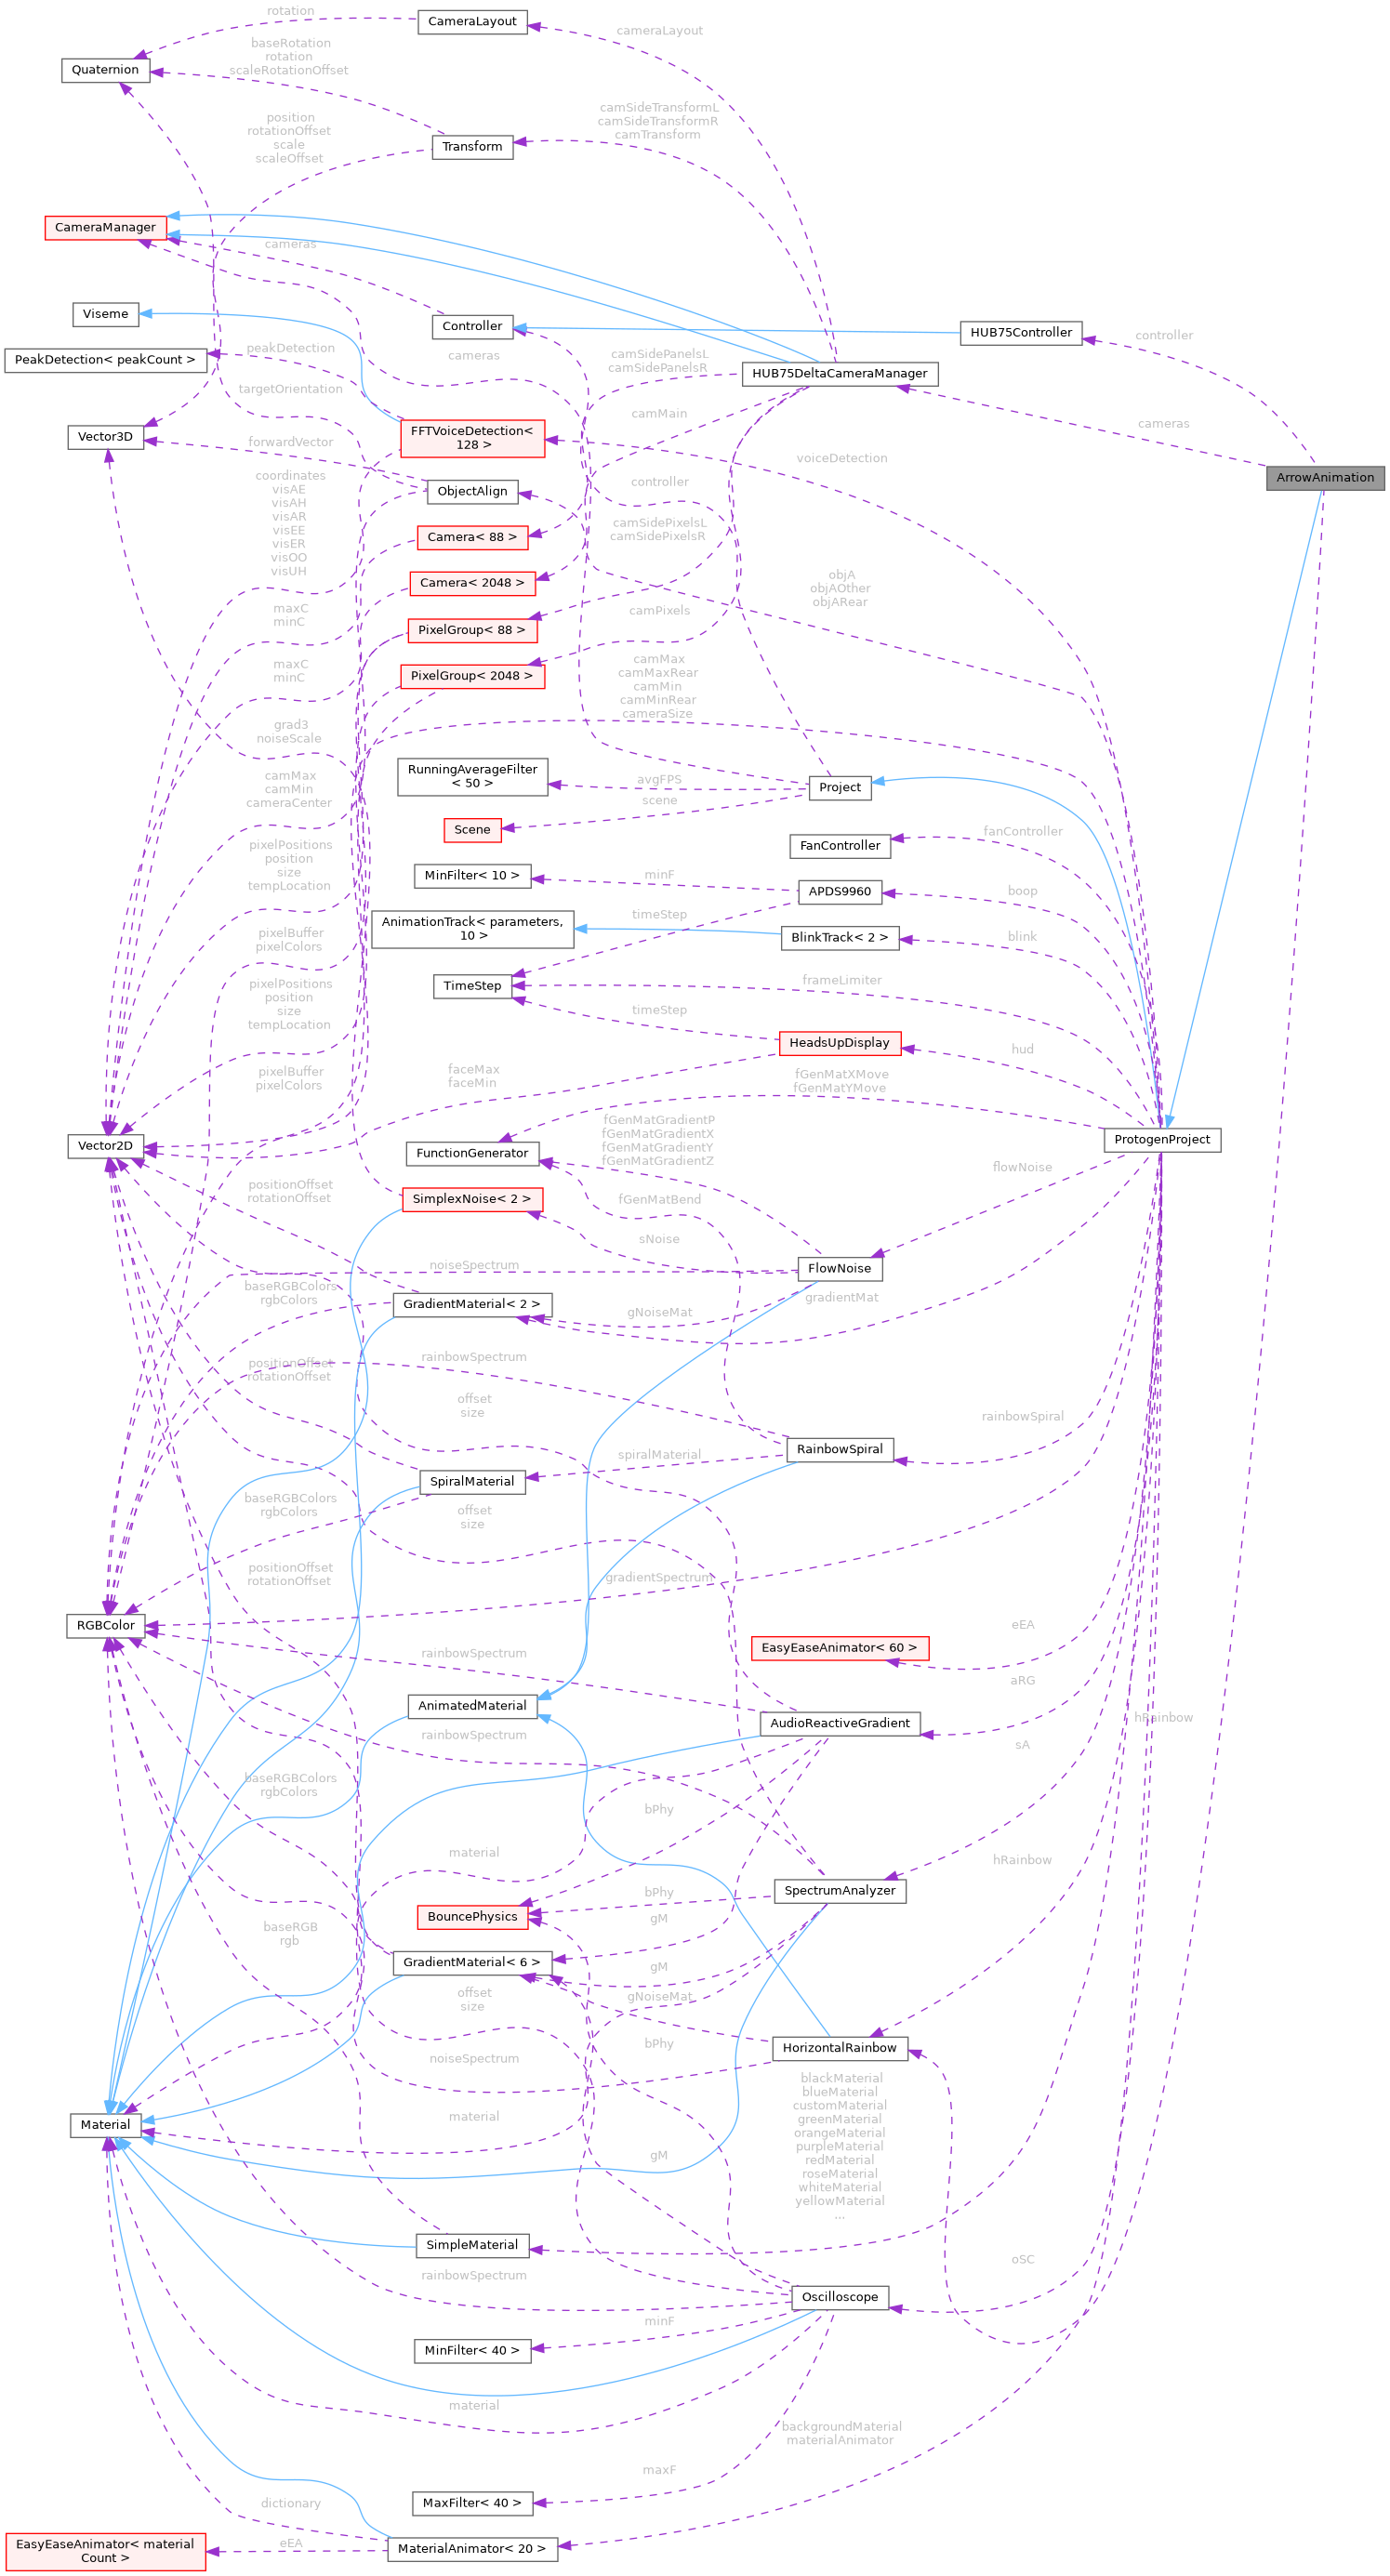 rotation
CameraLayout
cameraLayout
baseRotation
rotation
scaleRotationOffset
Quaternion
camSideTransformL
camSideTransformR
camTransform
position
rotationOffset
scale
scaleOffset
Transform
CameraManager
cameras
Viseme
Controller
HUB75Controller
controller
PeakDetection< peakCount >
peakDetection
cameras
camSidePanelsL
camSidePanelsR
HUB75DeltaCameraManager
targetOrientation
camMain
cameras
Vector3D
forwardVector
FFTVoiceDetection<
128 >
voiceDetection
ArrowAnimation
coordinates
visAE
visAH
visAR
visEE
visER
visOO
visUH
ObjectAlign
controller
camSidePixelsL
camSidePixelsR
Camera< 88 >
Camera< 2048 >
objA
objAOther
objARear
maxC
minC
PixelGroup< 88 >
camPixels
maxC
minC
PixelGroup< 2048 >
camMax
camMaxRear
camMin
camMinRear
cameraSize
grad3
noiseScale
RunningAverageFilter
< 50 >
avgFPS
Project
camMax
camMin
cameraCenter
scene
Scene
fanController
FanController
pixelPositions
position
size
tempLocation
MinFilter< 10 >
minF
APDS9960
boop
AnimationTrack< parameters,
10 >
timeStep
BlinkTrack< 2 >
blink
pixelBuffer
pixelColors
TimeStep
frameLimiter
pixelPositions
position
size
tempLocation
timeStep
HeadsUpDisplay
hud
pixelBuffer
pixelColors
faceMax
faceMin
fGenMatXMove
fGenMatYMove
Vector2D
FunctionGenerator
fGenMatGradientP
fGenMatGradientX
fGenMatGradientY
fGenMatGradientZ
ProtogenProject
flowNoise
positionOffset
rotationOffset
SimplexNoise< 2 >
fGenMatBend
sNoise
noiseSpectrum
FlowNoise
baseRGBColors
rgbColors
GradientMaterial< 2 >
gNoiseMat
gradientMat
positionOffset
rotationOffset
rainbowSpectrum
offset
size
rainbowSpiral
RainbowSpiral
spiralMaterial
SpiralMaterial
baseRGBColors
rgbColors
offset
size
positionOffset
rotationOffset
gradientSpectrum
RGBColor
EasyEaseAnimator< 60 >
eEA
rainbowSpectrum
aRG
AnimatedMaterial
AudioReactiveGradient
hRainbow
rainbowSpectrum
sA
baseRGBColors
rgbColors
bPhy
material
hRainbow
SpectrumAnalyzer
bPhy
BouncePhysics
gM
baseRGB
rgb
GradientMaterial< 6 >
gM
offset
size
gNoiseMat
HorizontalRainbow
bPhy
noiseSpectrum
blackMaterial
blueMaterial
customMaterial
greenMaterial
orangeMaterial
purpleMaterial
redMaterial
roseMaterial
whiteMaterial
yellowMaterial
...
Material
material
gM
SimpleMaterial
oSC
rainbowSpectrum
Oscilloscope
minF
MinFilter< 40 >
material
backgroundMaterial
materialAnimator
maxF
MaxFilter< 40 >
dictionary
EasyEaseAnimator< material
Count >
eEA
MaterialAnimator< 20 >